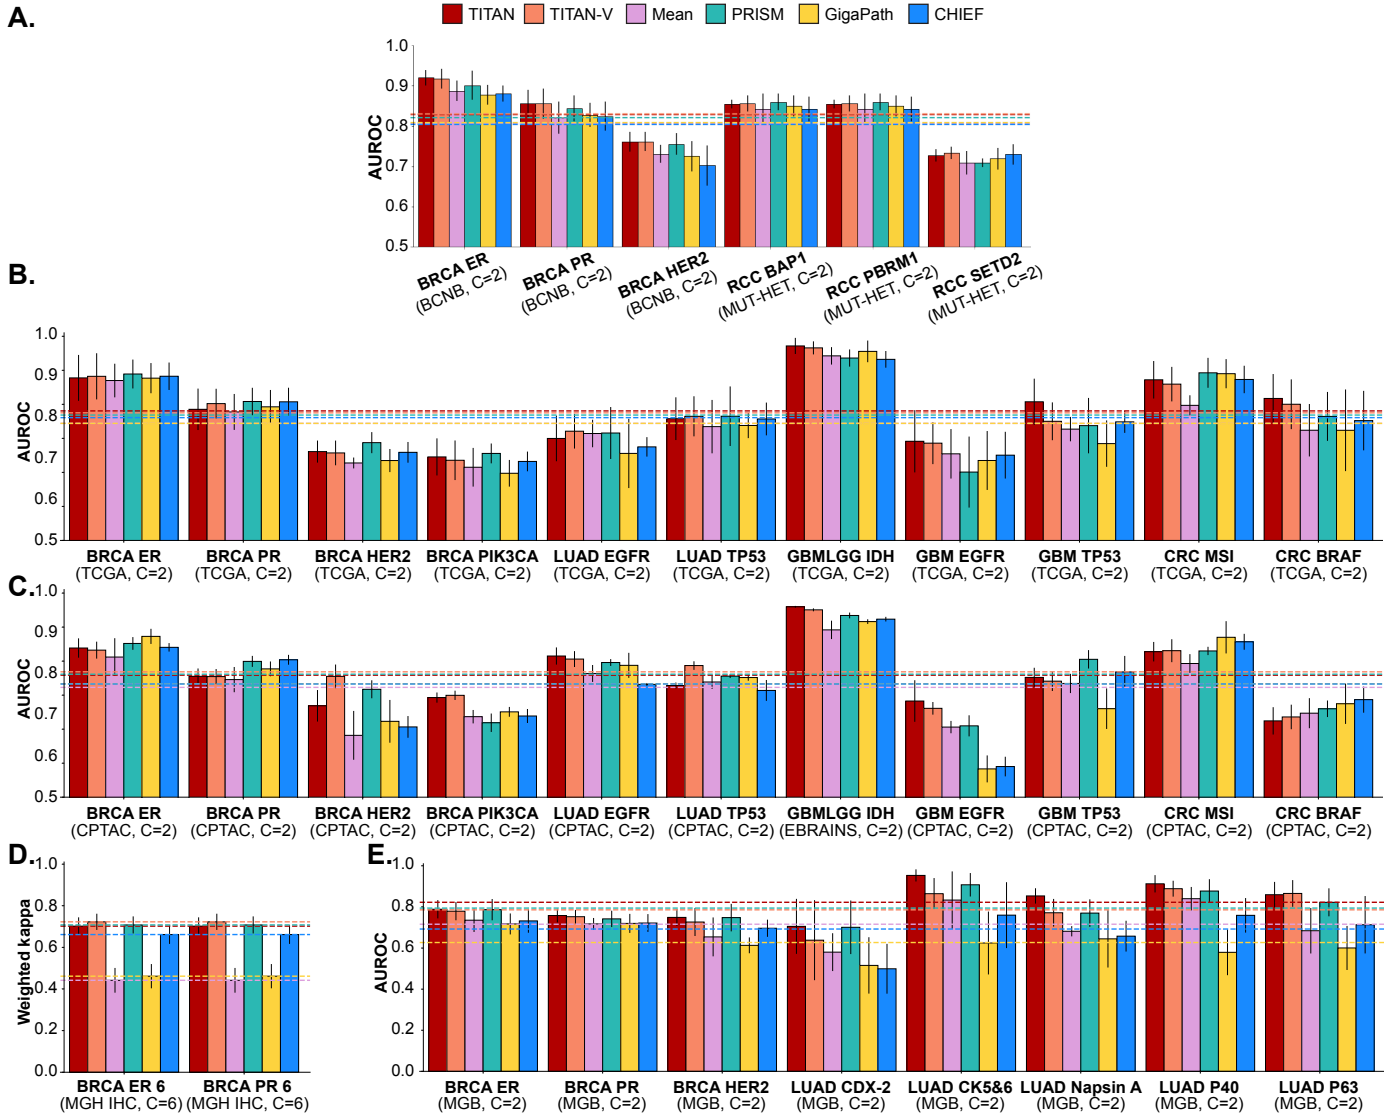 A.
TITAN TITAN-V Mean PRISM GigaPath CHIEF
1.0
0.9
0.8
0.7
0.6
0.5
AUROC
BRCA ER
(BCNB, C=2)
BRCA PR
(BCNB, C=2)
BRCA HER2
(BCNB, C=2)
RCC BAP1
(MUT-HET, C=2)
RCC PBRM1
(MUT-HET, C=2)
RCC SETD2
(MUT-HET, C=2)
B.
1.0
0.9
0.8
0.7
0.6
0.5
AUROC
BRCA ER BRCA PR BRCA HER2 BRCA PIK3CA LUAD EGFR LUAD TP53 GBMLGG IDH GBM EGFR GBM TP53 CRC MSI CRC BRAF
(TCGA, C=2) (TCGA, C=2) (TCGA, C=2) (TCGA, C=2) (TCGA, C=2) (TCGA, C=2) (TCGA, C=2) (TCGA, C=2) (TCGA, C=2) (TCGA, C=2) (TCGA, C=2)
C.
1.0
0.9
0.8
0.7
0.6
0.5
AUROC
BRCA ER BRCA PR BRCA HER2 BRCA PIK3CA LUAD EGFR LUAD TP53 GBMLGG IDH GBM EGFR GBM TP53 CRC MSI CRC BRAF
(CPTAC, C=2) (CPTAC, C=2) (CPTAC, C=2) (CPTAC, C=2) (CPTAC, C=2) (CPTAC, C=2) (EBRAINS, C=2) (CPTAC, C=2) (CPTAC, C=2) (CPTAC, C=2) (CPTAC, C=2)
D.
1.0
0.8
0.6
0.4
0.2
0.0
Weighted kappa
BRCA ER 6 BRCA PR 6
(MGH IHC, C=6) (MGH IHC, C=6)
E.
1.0
0.8
0.6
0.4
0.2
0.0
AUROC
BRCA ER BRCA PR BRCA HER2 LUAD CDX-2 LUAD CK5&6 LUAD Napsin A LUAD P40 LUAD P63
(MGB, C=2) (MGB, C=2) (MGB, C=2) (MGB, C=2) (MGB, C=2) (MGB, C=2) (MGB, C=2) (MGB, C=2)